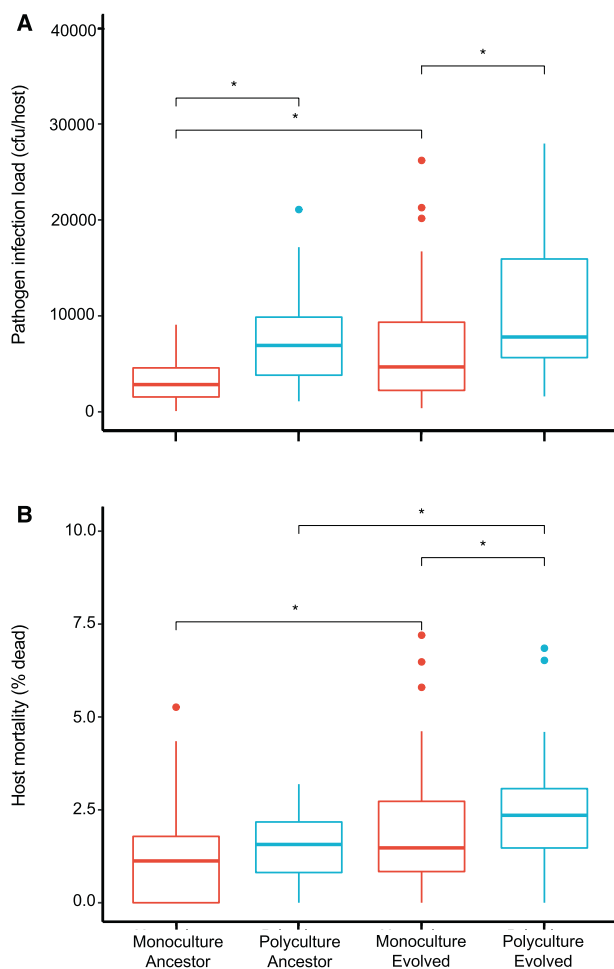 A
Pathogen infection load (cfu/host)
40000
30000
20000
10000
0
*
*
*
B
Host mortality (% dead)
10.0
7.5
5.0
2.5
0.0
*
*
*
Monoculture Polyculture Monoculture Polyculture
Ancestor Ancestor Evolved Evolved